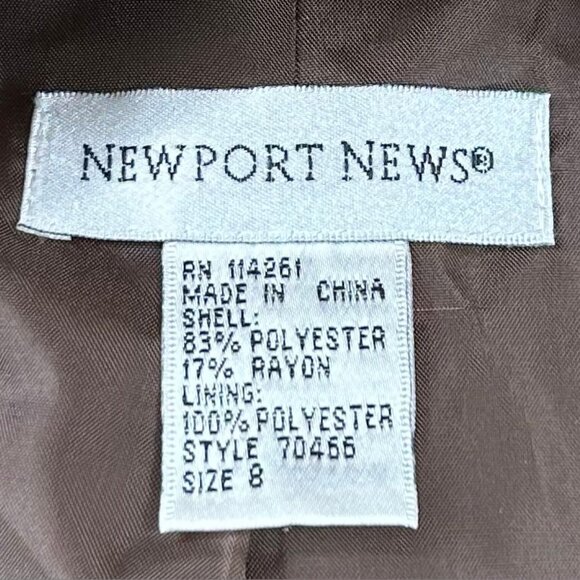 NEWPORT NEWS®
RN 114261
MADE IN CHINA
SHELL:
83% POLYESTER
17% RAYON
LINING:
100% POLYESTER
STYLE 70466
SIZE 8